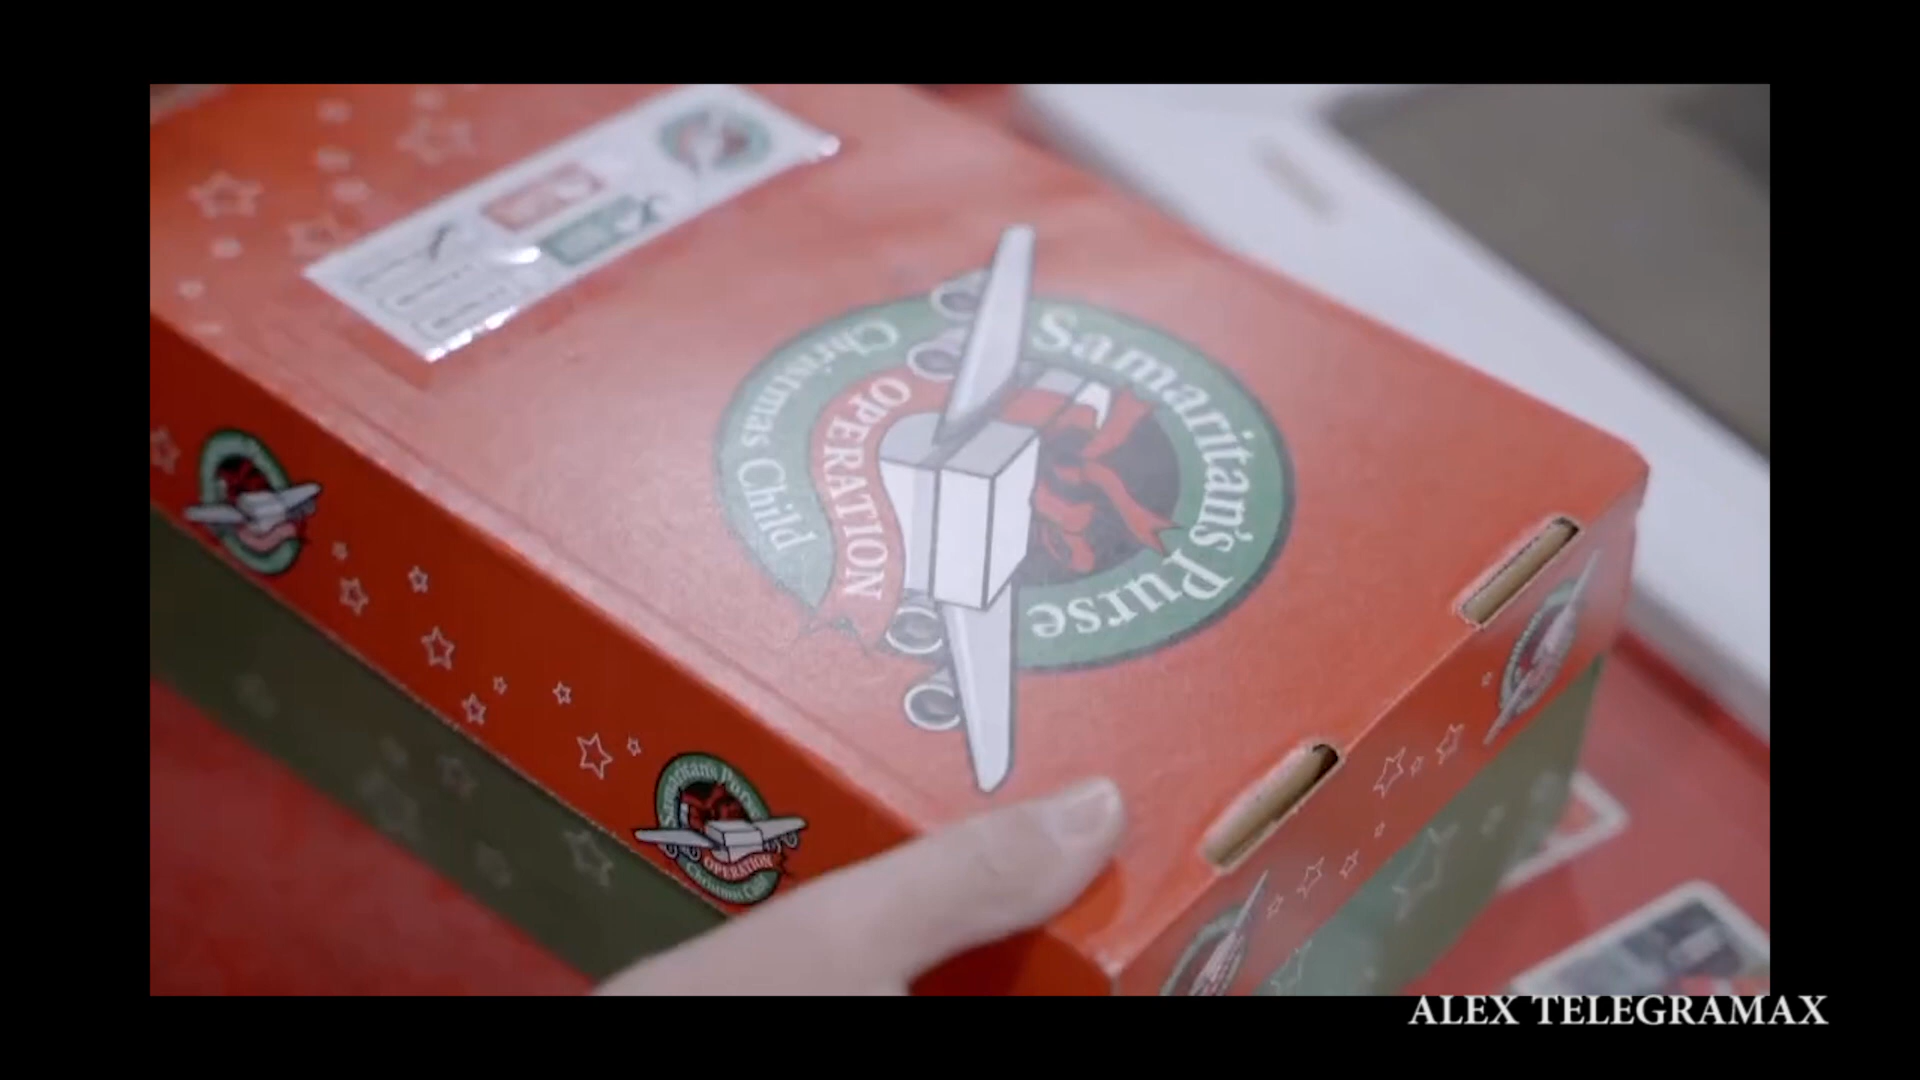 Samaritan's Purse
OPERATION
Christmas Child
Samaritan's Purse
OPERATION
Christmas Child
ALEX TELEGRAMAX